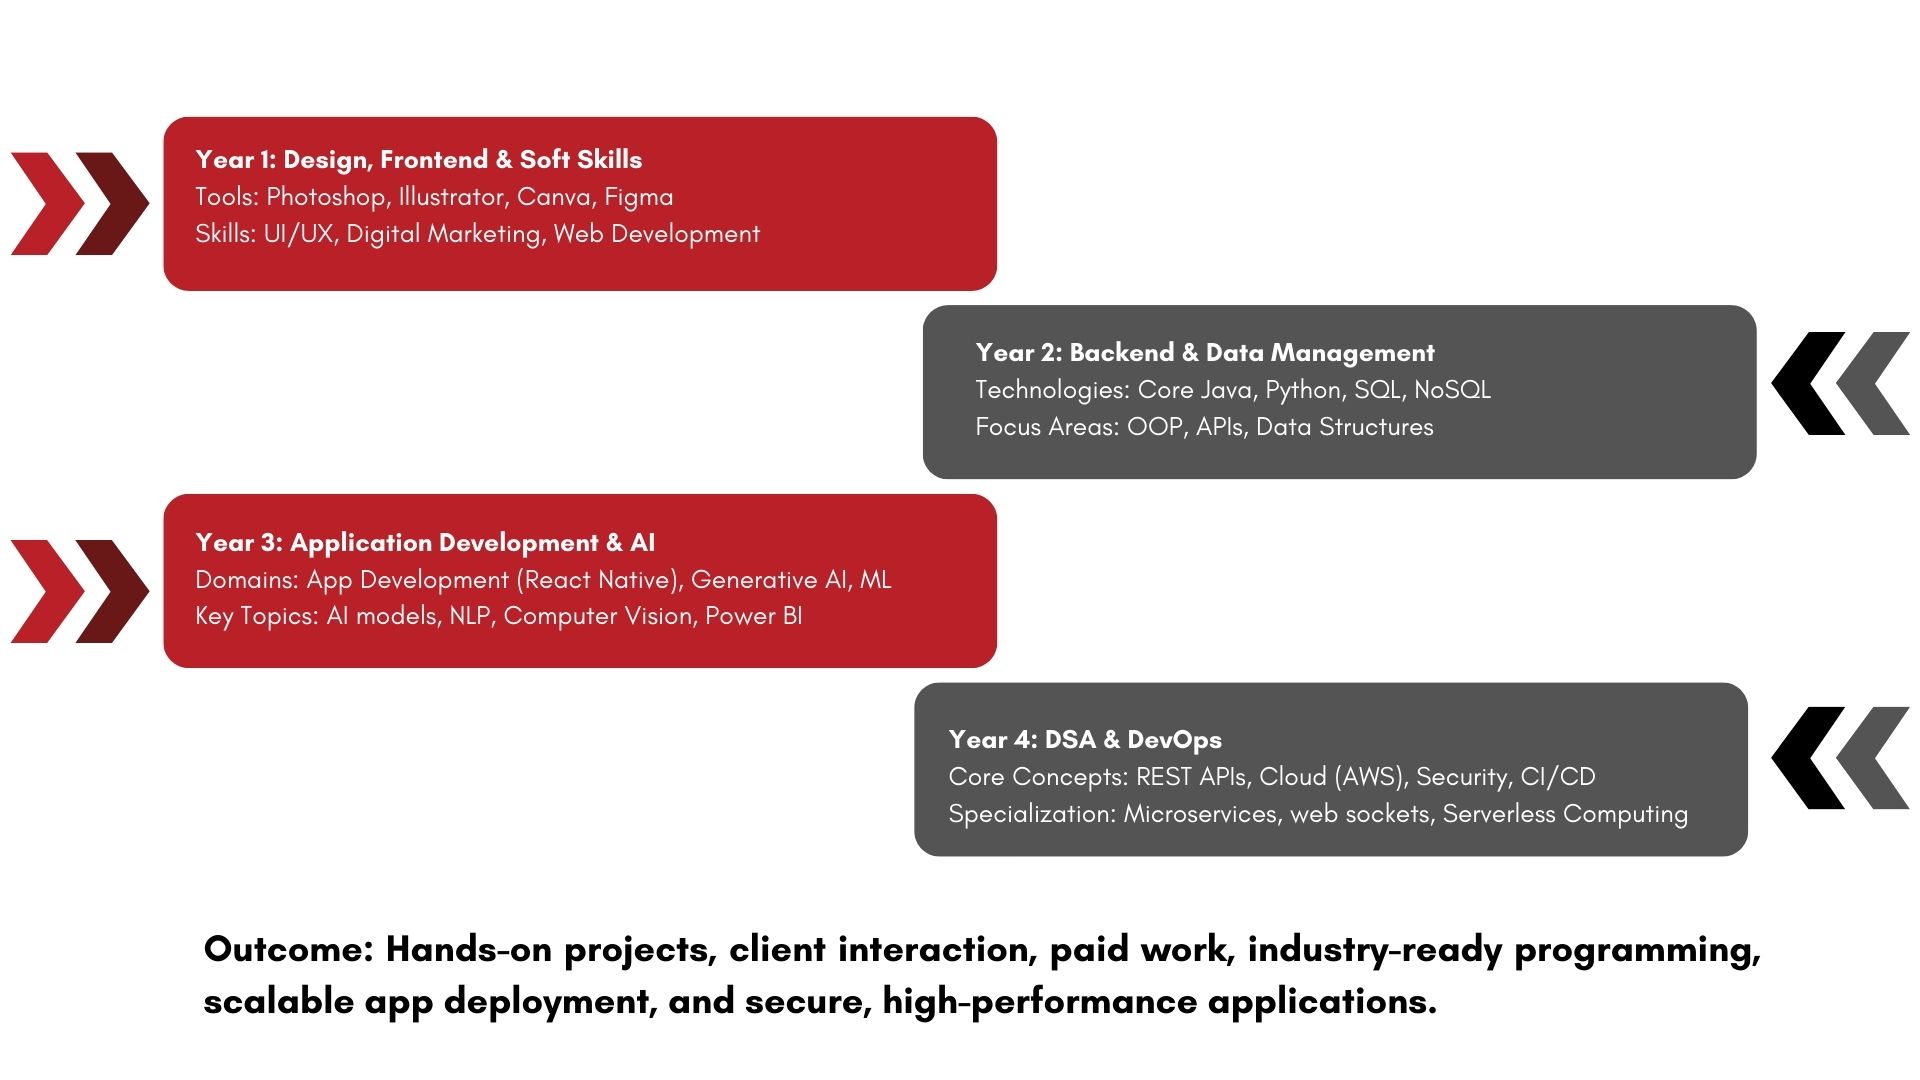 Year 1: Design, Frontend & Soft Skills
Tools: Photoshop, Illustrator, Canva, Figma
Skills: UI/UX, Digital Marketing, Web Development
Year 2: Backend & Data Management
Technologies: Core Java, Python, SQL, NoSQL
Focus Areas: OOP, APIs, Data Structures
Year 3: Application Development & AI
Domains: App Development (React Native), Generative AI, ML
Key Topics: AI models, NLP, Computer Vision, Power BI
Year 4: DSA & DevOps
Core Concepts: REST APIs, Cloud (AWS), Security, CI/CD
Specialization: Microservices, web sockets, Serverless Computing
Outcome: Hands-on projects, client interaction, paid work, industry-ready programming,
scalable app deployment, and secure, high-performance applications.